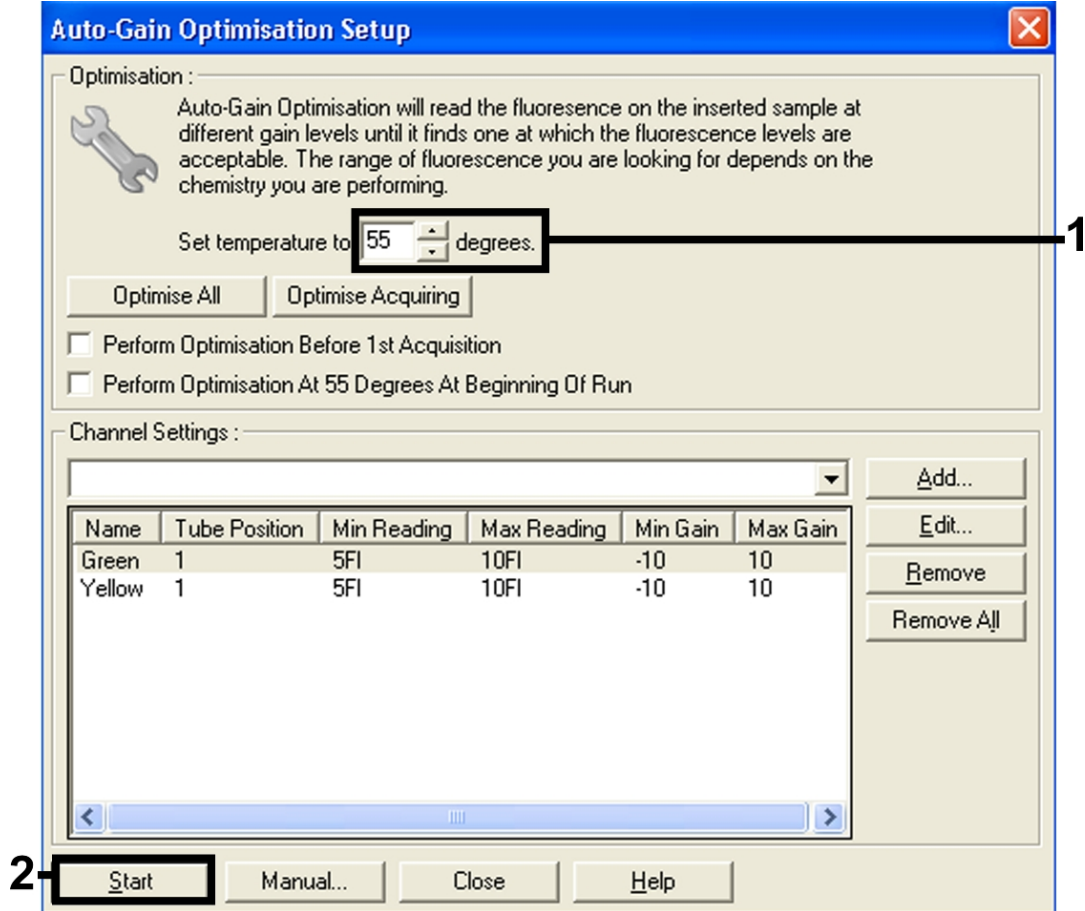 Auto-Gain Optimisation Setup
Optimisation :
Auto-Gain Optimisation will read the fluoresence on the inserted sample at
different gain levels until it finds one at which the fluorescence levels are
acceptable. The range of fluorescence you are looking for depends on the
chemistry you are performing.
Set temperature to 55 degrees.
1
Optimise All Optimise Acquiring
Perform Optimisation Before 1st Acquisition
Perform Optimisation At 55 Degrees At Beginning Of Run
Channel Settings :
Add...
Name Tube Position Min Reading Max Reading Min Gain Max Gain
Edit...
Green 1 5Fl 10Fl -10 10
Yellow 1 5Fl 10Fl -10 10
Remove
Remove All
2 Start Manual... Close Help